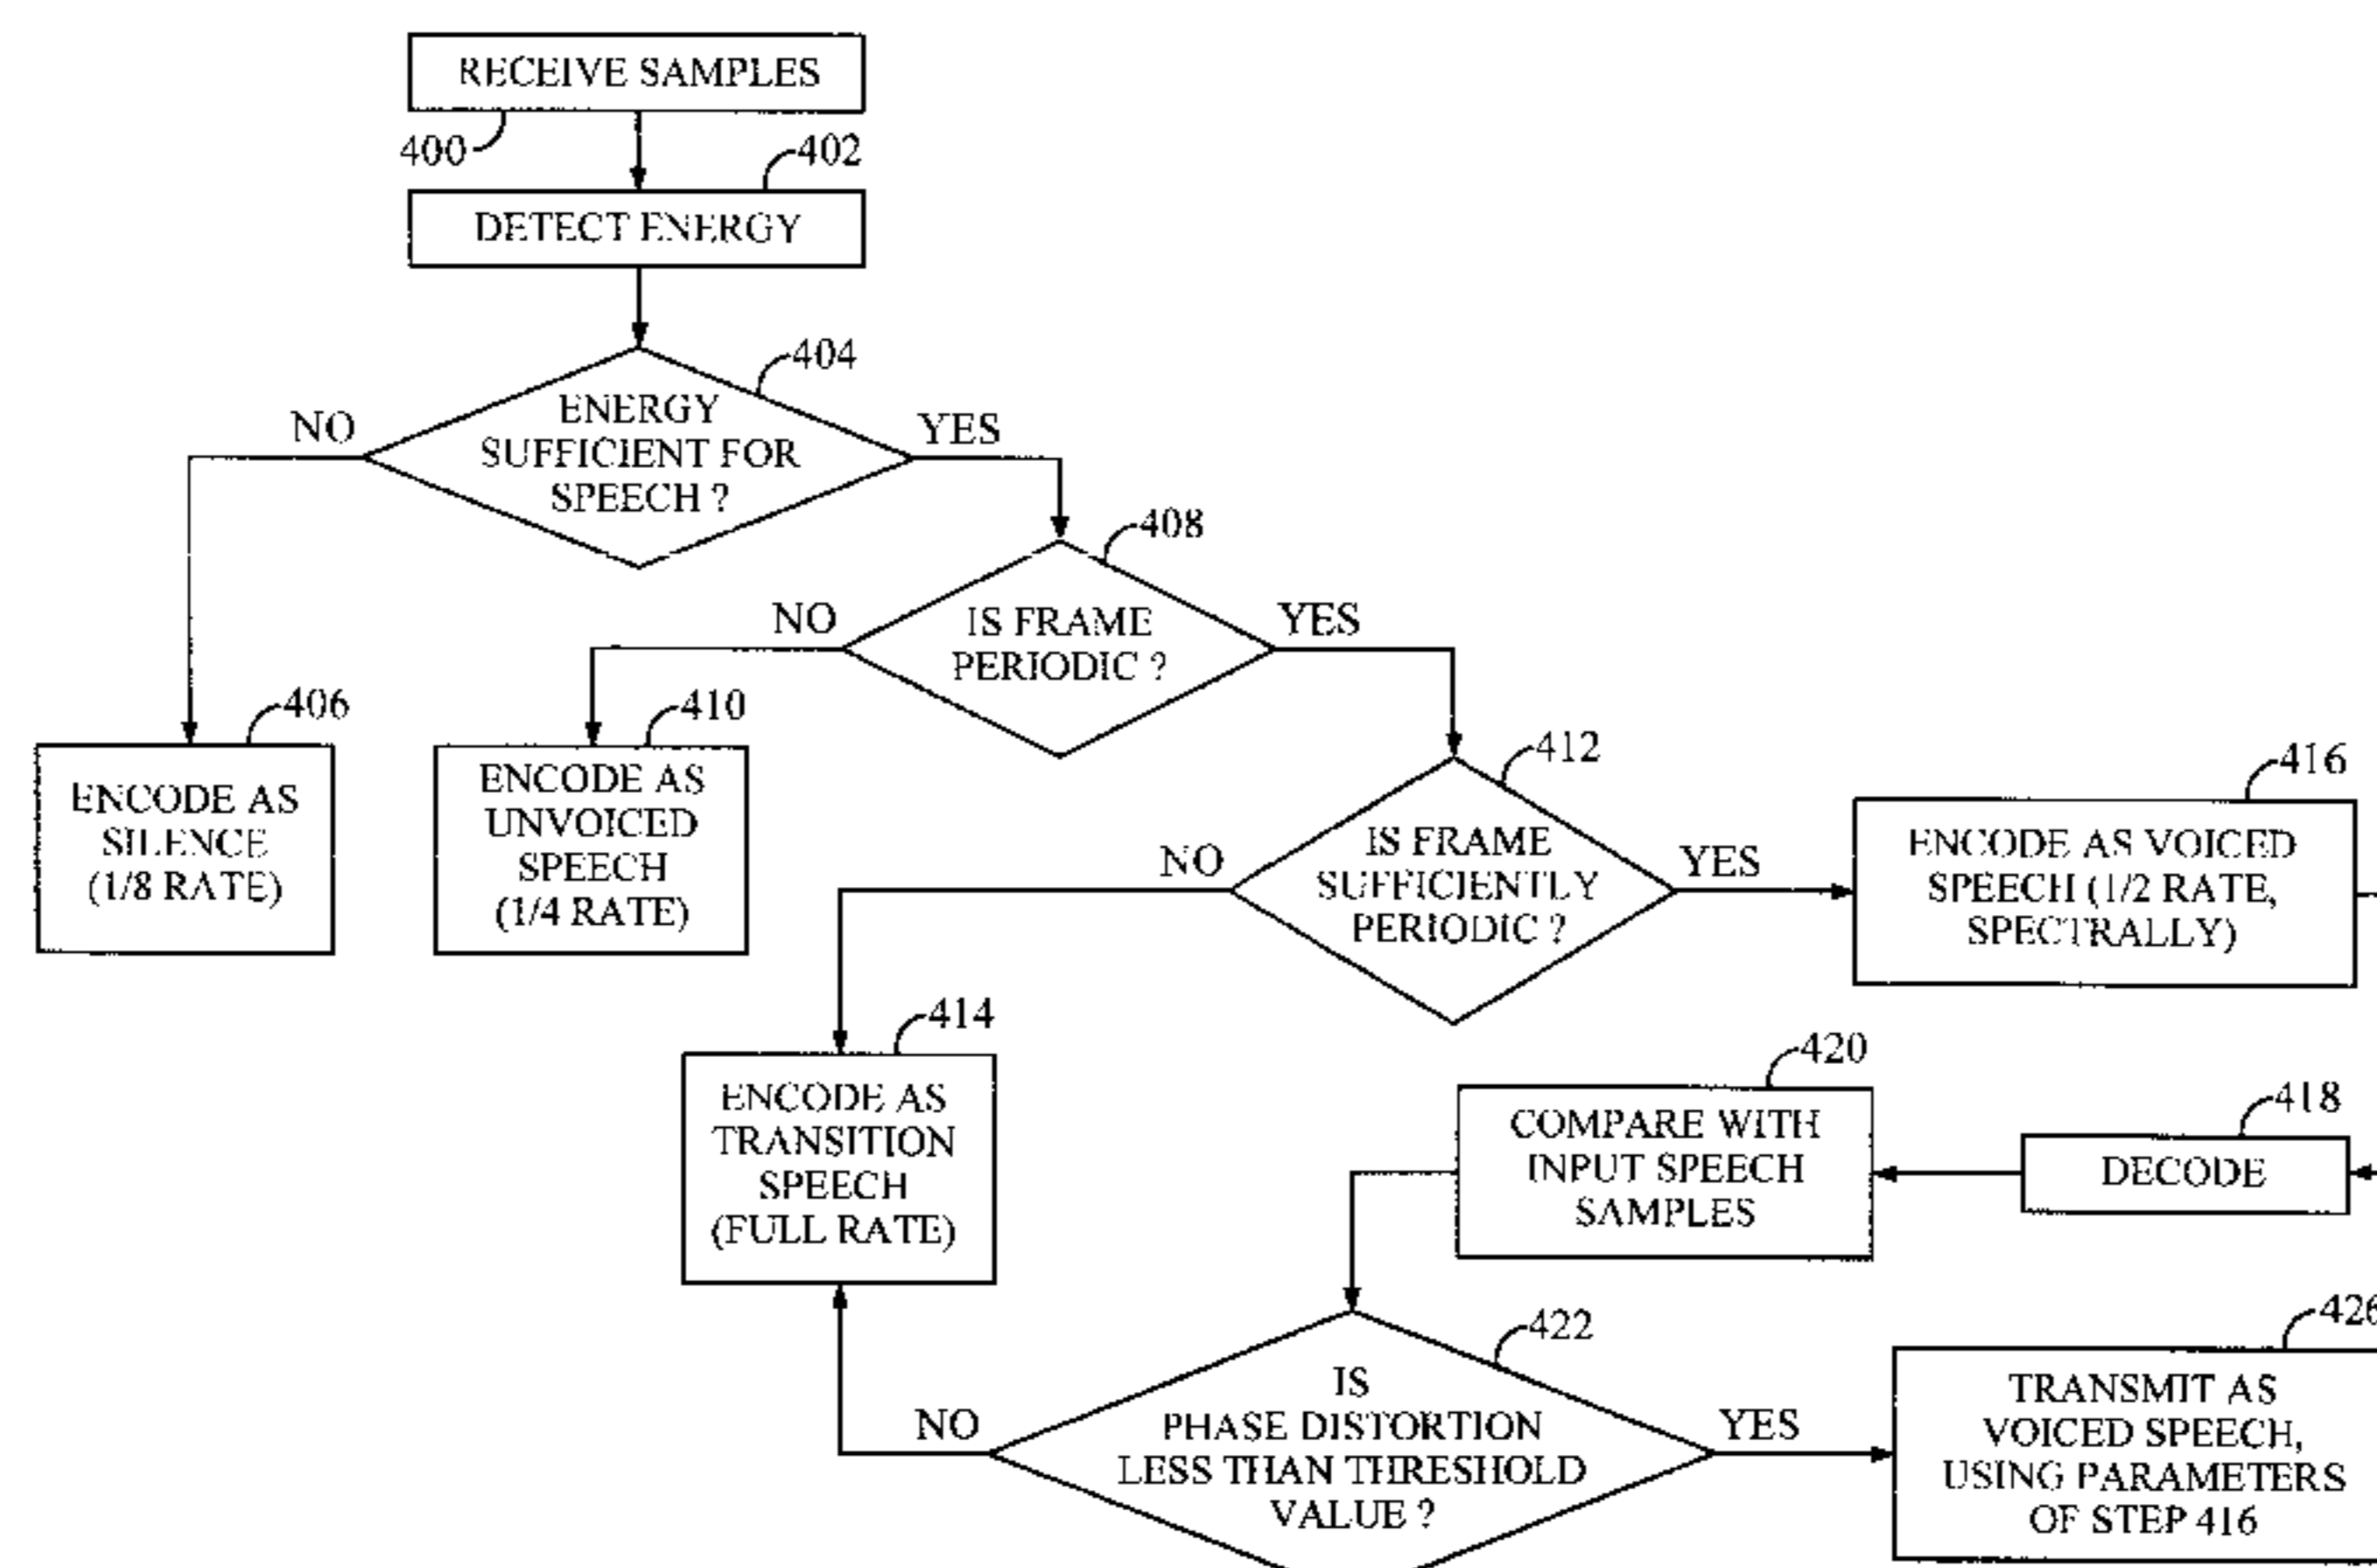 RECEIVE SAMPLES
400
402
DETECT ENERGY
404
ENERGY
SUFFICIENT FOR
SPEECH ?
NO
YES
408
IS FRAME
PERIODIC ?
NO
YES
406
ENCODE AS
SILENCE
(1/8 RATE)
410
ENCODE AS
UNVOICED
SPEECH
(1/4 RATE)
412
IS FRAME
SUFFICIENTLY
PERIODIC ?
NO
YES
416
ENCODE AS VOICED
SPEECH (1/2 RATE,
SPECTRALLY)
414
ENCODE AS
TRANSITION
SPEECH
(FULL RATE)
420
COMPARE WITH
INPUT SPEECH
SAMPLES
418
DECODE
422
IS
PHASE DISTORTION
LESS THAN THRESHOLD
VALUE ?
NO
YES
426
TRANSMIT AS
VOICED SPEECH,
USING PARAMETERS
OF STEP 416